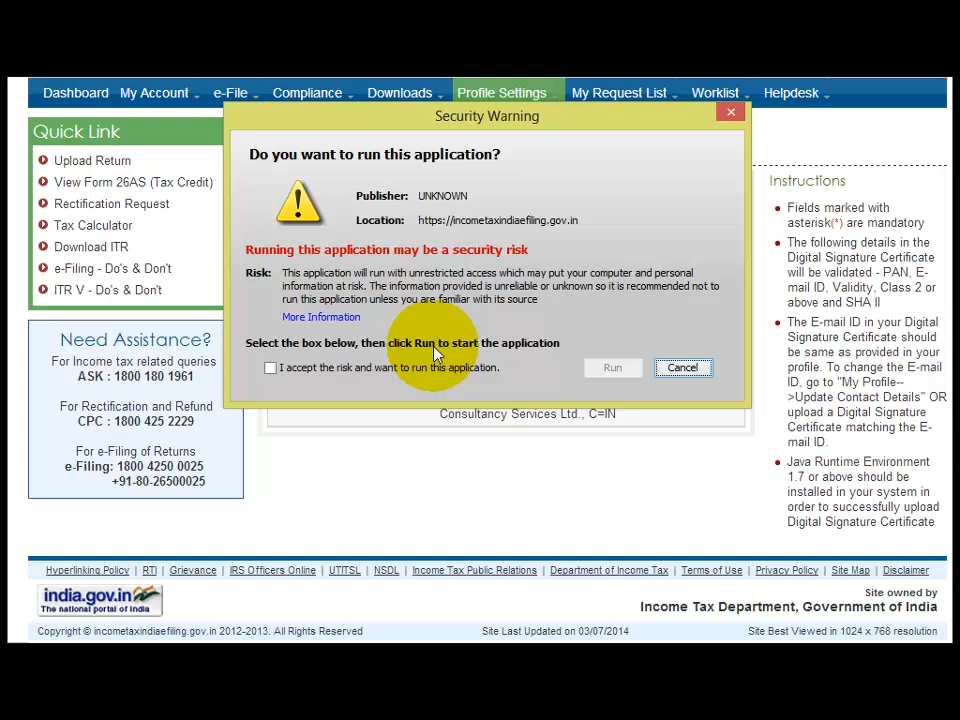 Dashboard My Account e-File Compliance Downloads Profile Settings My Request List Worklist Helpdesk
Security Warning
Quick Link
Upload Return
View Form 26AS (Tax Credit)
Rectification Request
Tax Calculator
Download ITR
e-Filing - Do's & Don't
ITR V - Do's & Don't
Need Assistance?
For Income tax related queries
ASK : 1800 180 1961
For Rectification and Refund
CPC : 1800 425 2229
For e-Filing of Returns
e-Filing: 1800 4250 0025
+91-80-26500025
Do you want to run this application?
Publisher: UNKNOWN
Location: https://incometaxindiaefiling.gov.in
Running this application may be a security risk
Risk: This application will run with unrestricted access which may put your computer and personal
information at risk. The information provided is unreliable or unknown so it is recommended not to
run this application unless you are familiar with its source
More Information
Select the box below, then click Run to start the application
I accept the risk and want to run this application.
Run Cancel
Consultancy Services Ltd., C=IN
Instructions
Fields marked with
asterisk(*) are mandatory
The following details in the
Digital Signature Certificate
will be validated - PAN, E-
mail ID, Validity, Class 2 or
above and SHA II
The E-mail ID in your Digital
Signature Certificate should
be same as provided in your
profile. To change the E-mail
ID, go to "My Profile--
>Update Contact Details" OR
upload a Digital Signature
Certificate matching the E-
mail ID.
Java Runtime Environment
1.7 or above should be
installed in your system in
order to successfully upload
Digital Signature Certificate
Hyperlinking Policy | RTI | Grievance | IRS Officers Online | UTITSL | NSDL | Income Tax Public Relations | Department of Income Tax | Terms of Use | Privacy Policy | Site Map | Disclaimer
india.gov.in
The national portal of India
Site owned by
Income Tax Department, Government of India
Copyright © incometaxindiaefiling.gov.in 2012-2013. All Rights Reserved Site Last Updated on 03/07/2014 Site Best Viewed in 1024 x 768 resolution